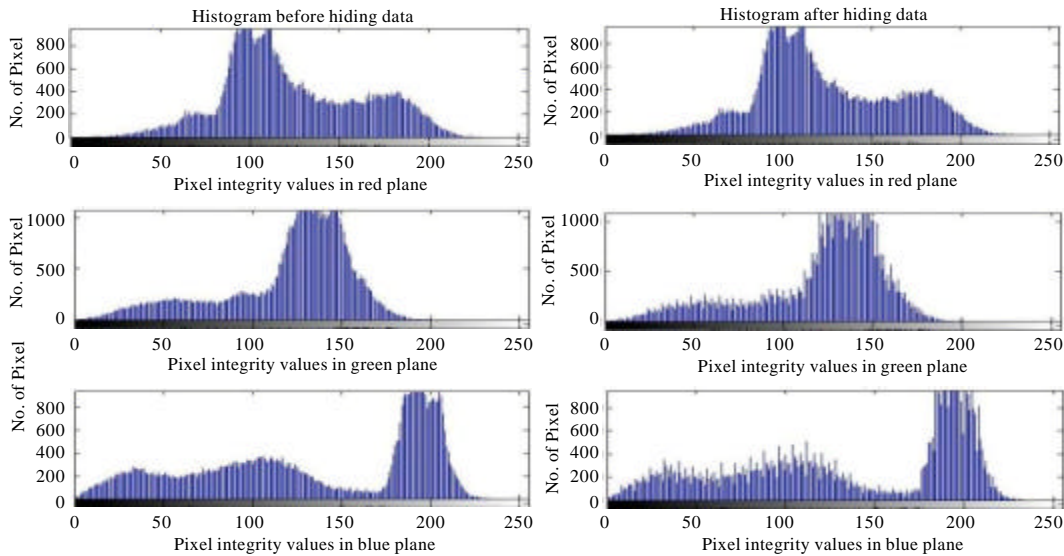 Histogram before hiding data
No. of Pixel
800
600
400
200
0
0 50 100 150 200 250
Pixel integrity values in red plane
Histogram after hiding data
No. of Pixel
800
600
400
200
0
0 50 100 150 200 250
Pixel integrity values in red plane
No. of Pixel
1000
500
0
0 50 100 150 200 250
Pixel integrity values in green plane
No. of Pixel
1000
500
0
0 50 100 150 200 250
Pixel integrity values in green plane
No. of Pixel
800
600
400
200
0
0 50 100 150 200 250
Pixel integrity values in blue plane
No. of Pixel
800
600
400
200
0
0 50 100 150 200 250
Pixel integrity values in blue plane